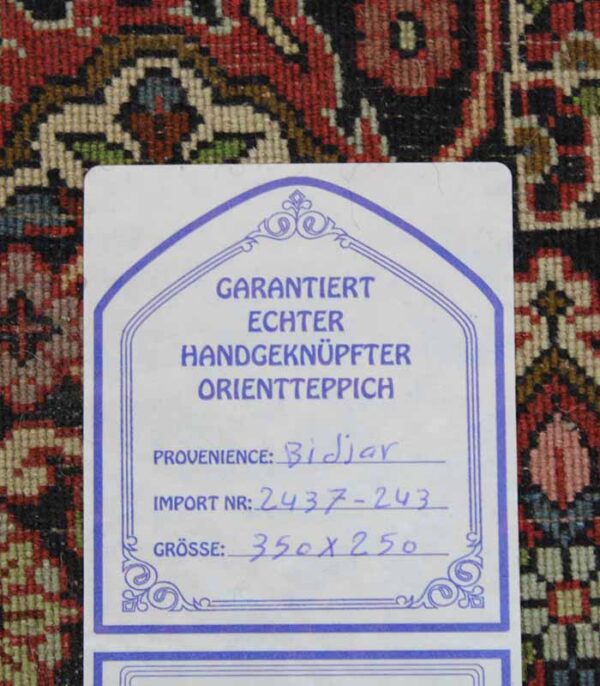 GARANTIERT
ECHTER
HANDGEKNÜPFTER
ORIENTTEPPICH
PROVENIENCE: Bidjar
IMPORT NR: 2437-243
GRÖSSE: 350x250